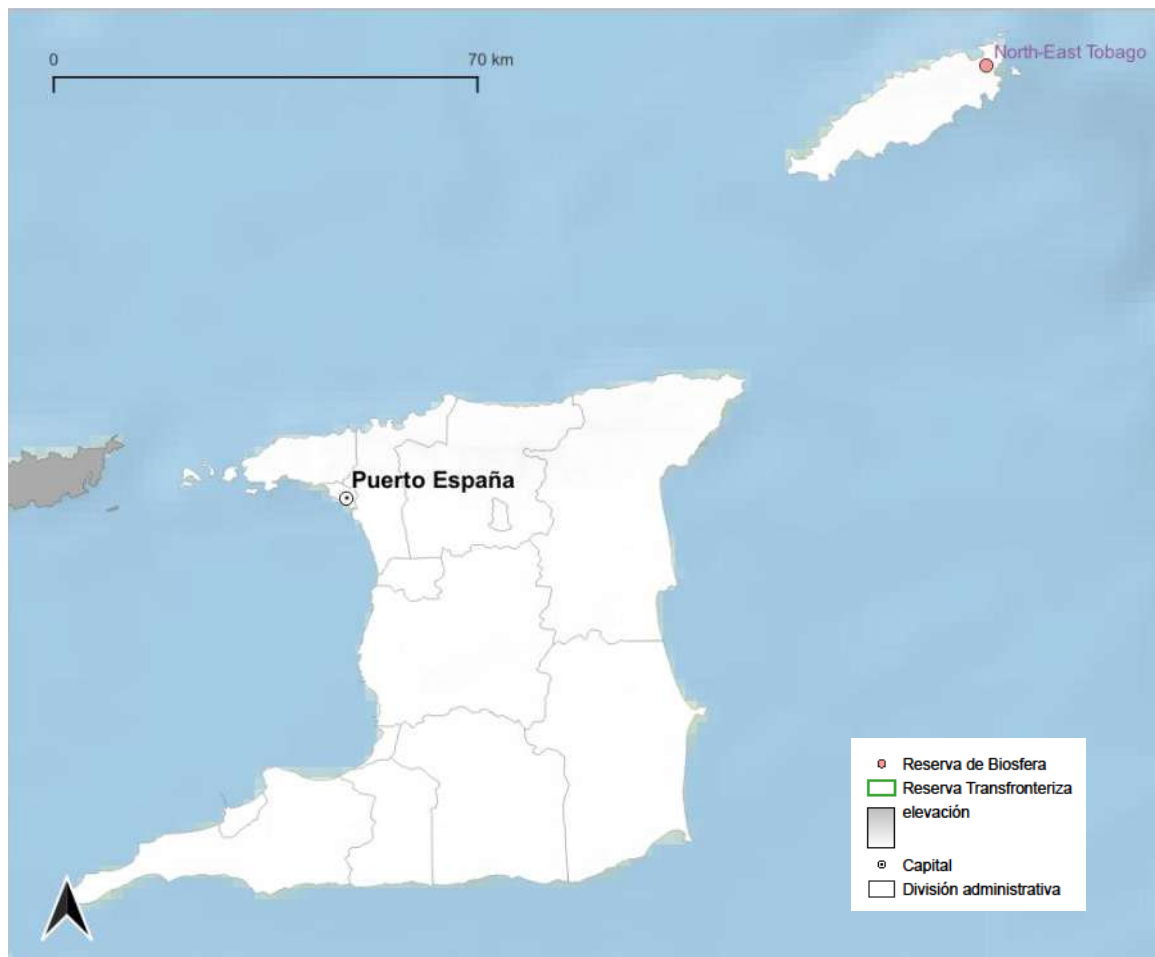 0 70 km
North-East Tobago
Puerto España
Reserva de Biosfera
Reserva Transfronteriza
elevación
Capital
División administrativa